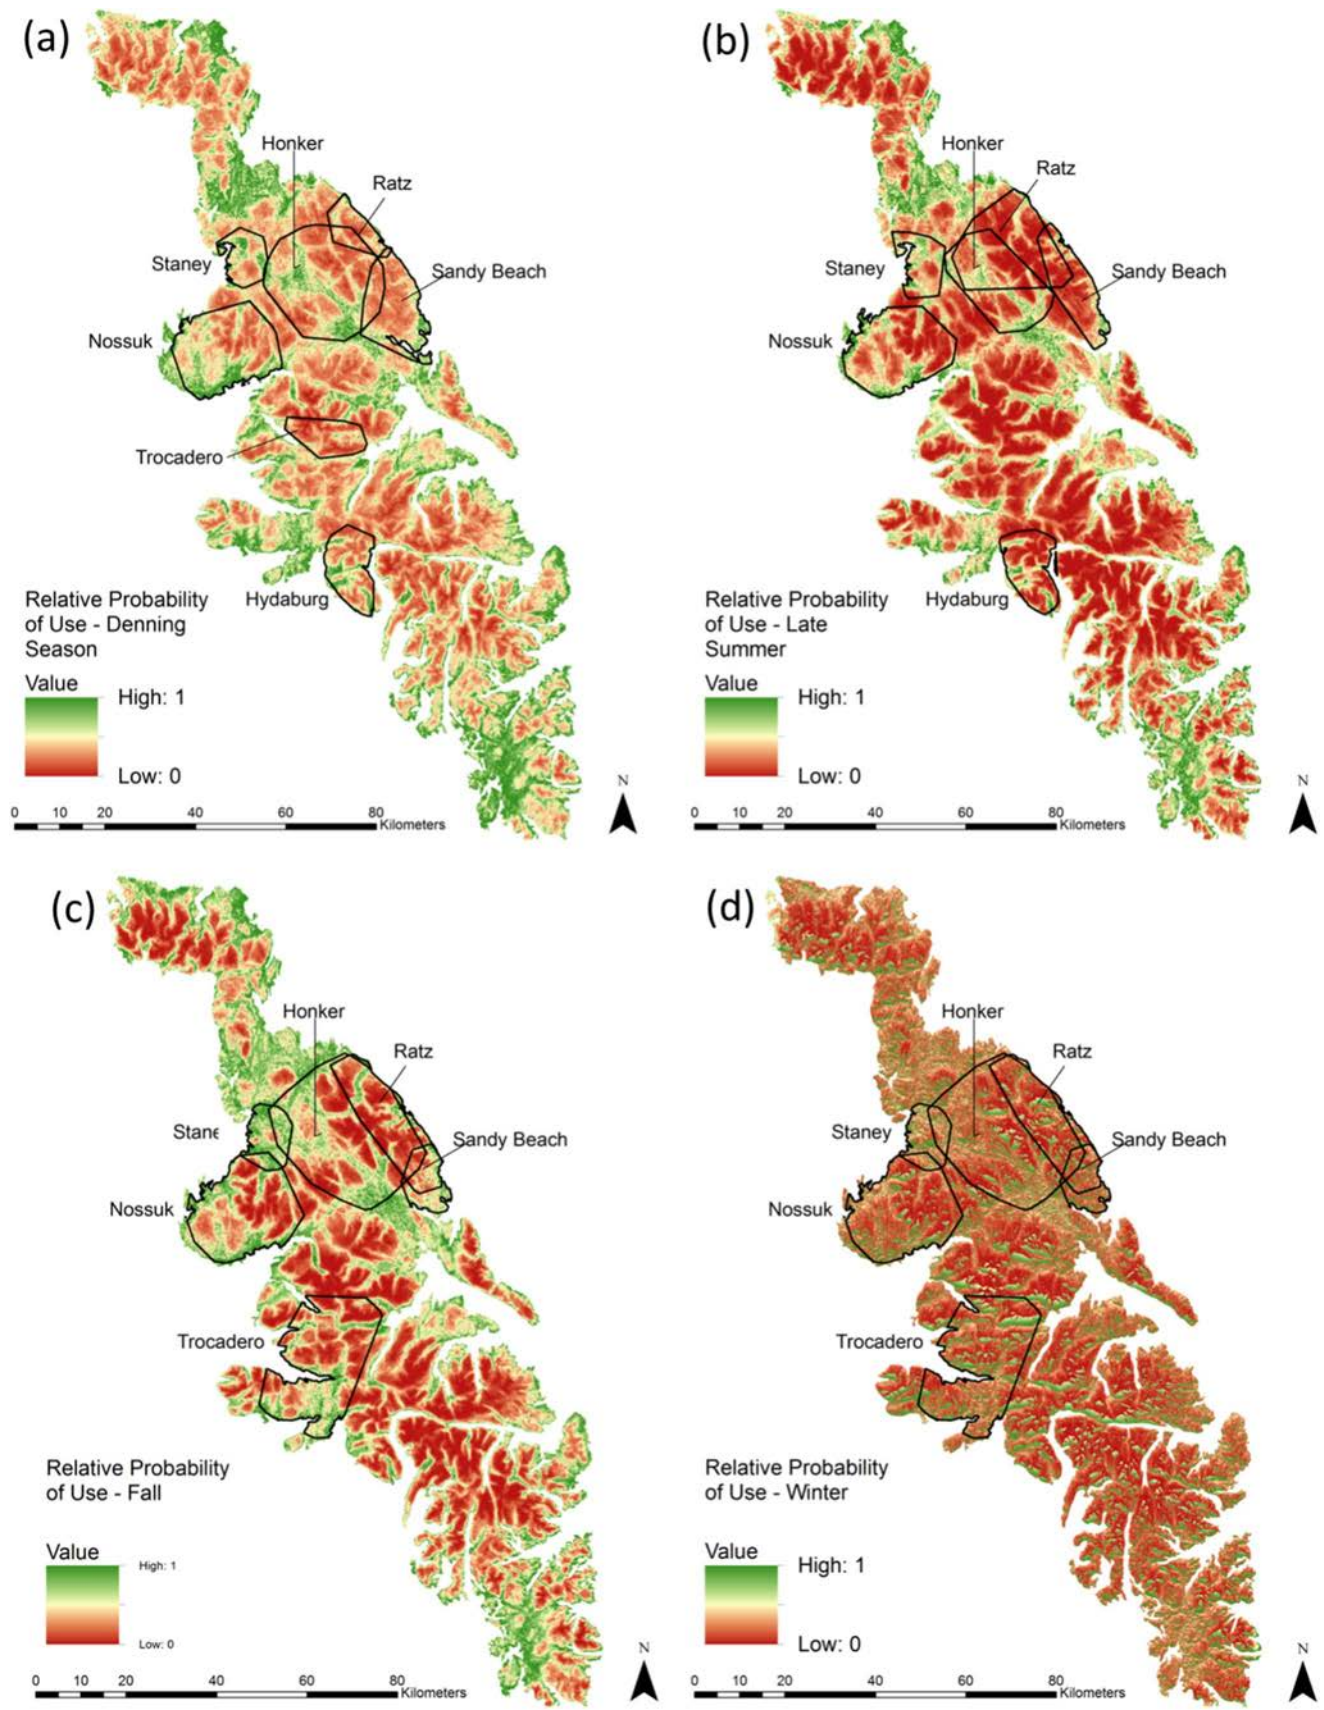 (a)
Honker
Ratz
Staney
Sandy Beach
Nossuk
Trocadero
Hydaburg
Relative Probability
of Use - Denning
Season
Value
High: 1
Low: 0
N
0 10 20 40 60 80
Kilometers
(b)
Honker
Ratz
Staney
Sandy Beach
Nossuk
Hydaburg
Relative Probability
of Use - Late
Summer
Value
High: 1
Low: 0
N
0 10 20 40 60 80
Kilometers
(c)
Honker
Ratz
Stane
Sandy Beach
Nossuk
Trocadero
Relative Probability
of Use - Fall
Value
High: 1
Low: 0
N
0 10 20 40 60 80
Kilometers
(d)
Honker
Ratz
Staney
Sandy Beach
Nossuk
Trocadero
Relative Probability
of Use - Winter
Value
High: 1
Low: 0
N
0 10 20 40 60 80
Kilometers